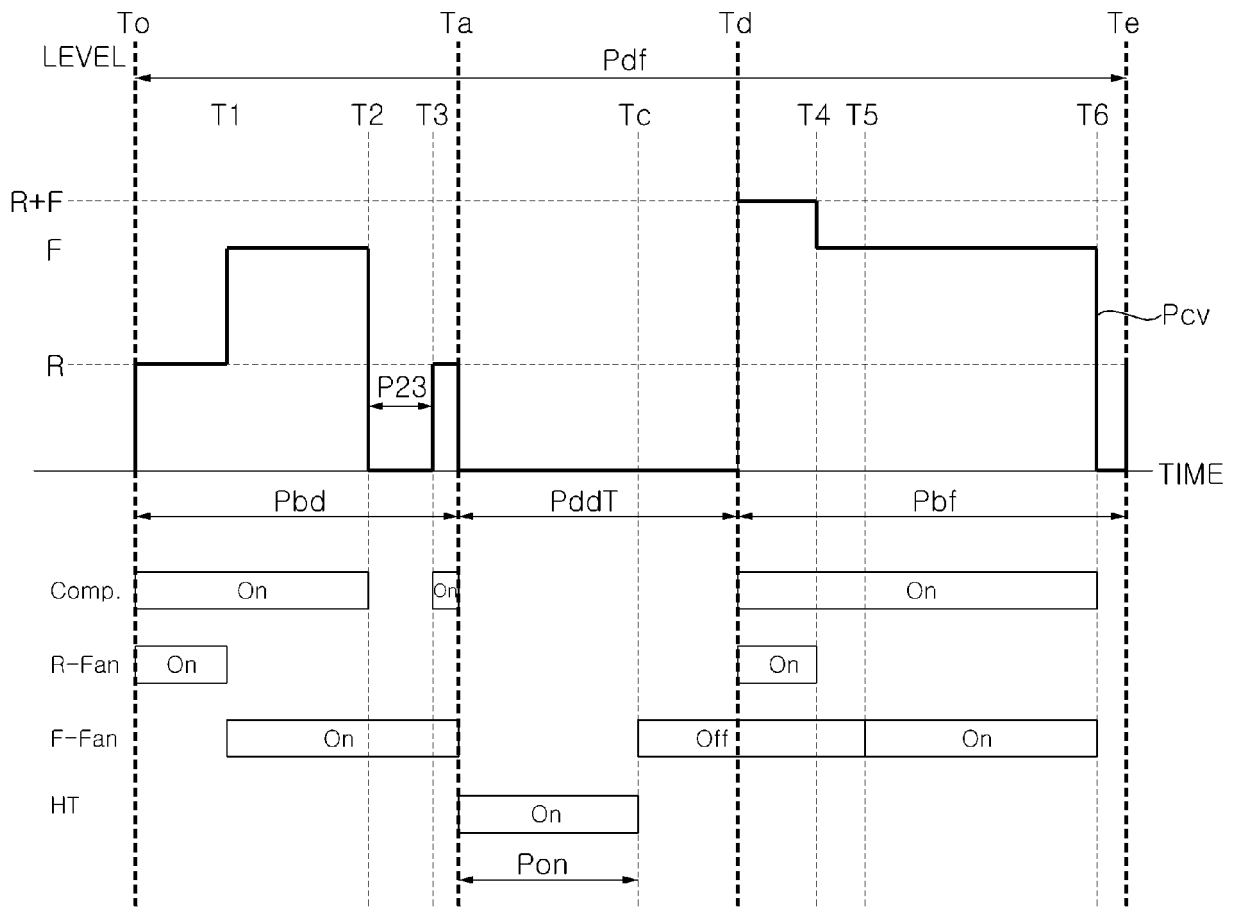 To Ta Td Te
LEVEL Pdf
T1 T2 T3 Tc T4 T5 T6
R+F
F
Pcv
R
P23
TIME
Pbd PddT Pbf
Comp. On On On
R-Fan On On
F-Fan On Off On
HT On
Pon